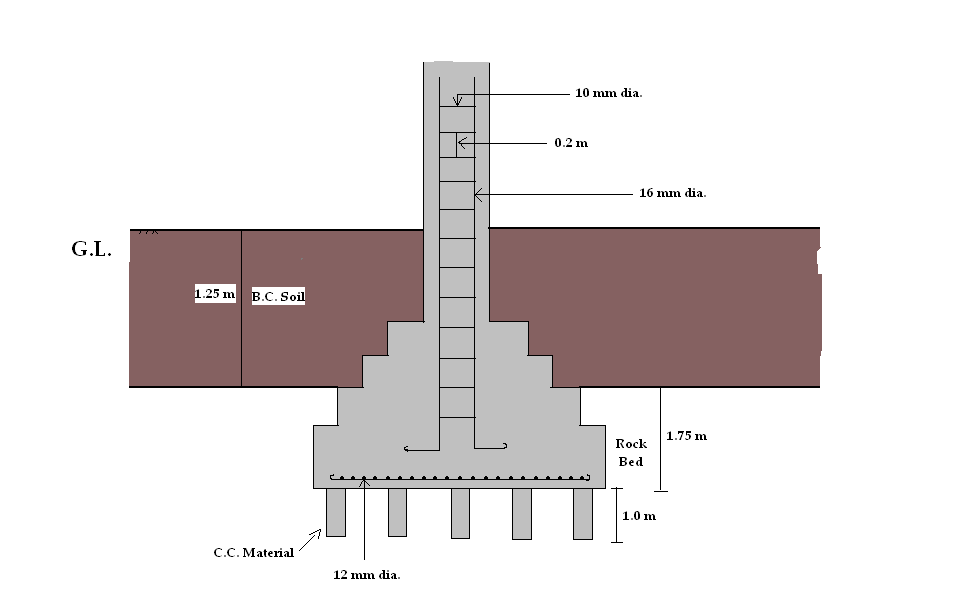 10 mm dia.
0.2 m
16 mm dia.
G.L.
1.25 m
B.C. Soil
1.75 m
Rock
Bed
1.0 m
C.C. Material
12 mm dia.